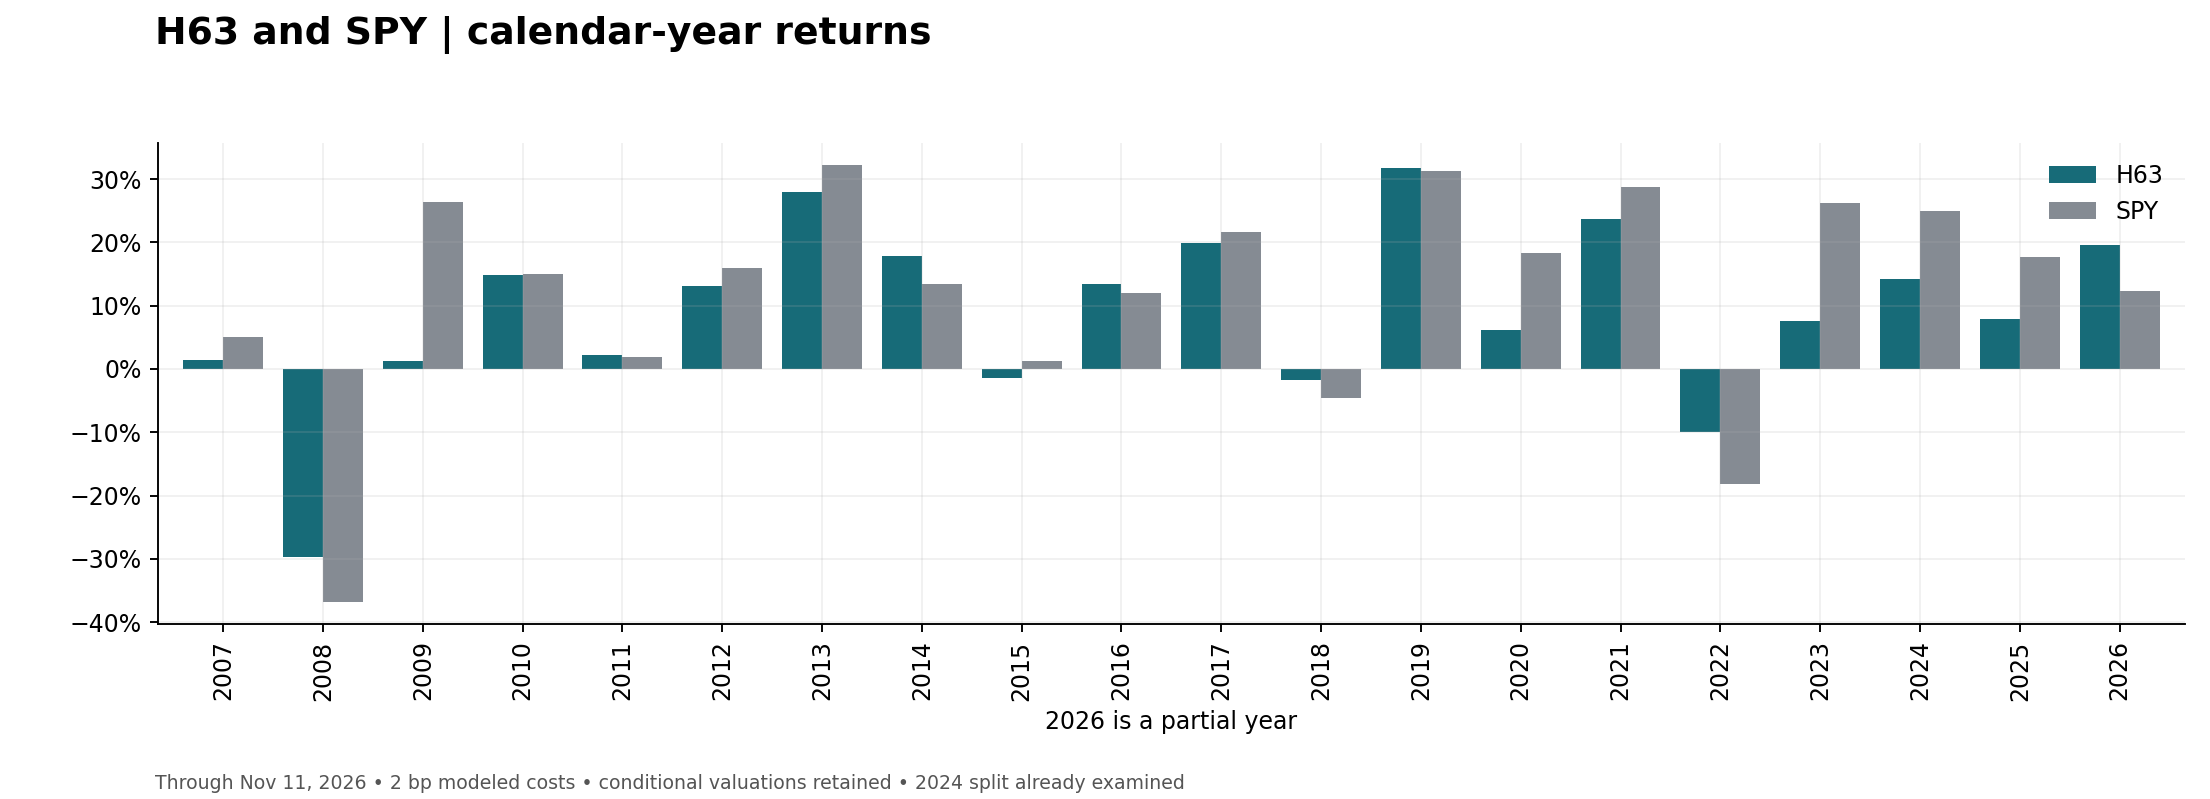 H63 and SPY | calendar-year returns
H63
SPY
30%
20%
10%
0%
−10%
−20%
−30%
−40%
2007 2008 2009 2010 2011 2012 2013 2014 2015 2016 2017 2018 2019 2020 2021 2022 2023 2024 2025 2026
2026 is a partial year
Through Nov 11, 2026 • 2 bp modeled costs • conditional valuations retained • 2024 split already examined